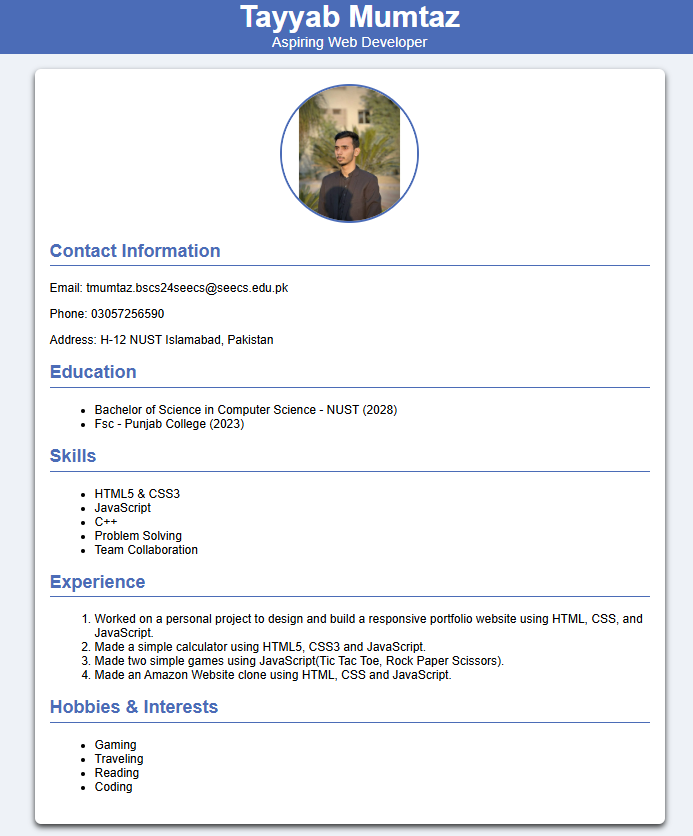 Tayyab Mumtaz
Aspiring Web Developer
Contact Information
Email: tmumtaz.bscs24seecs@seecs.edu.pk
Phone: 03057256590
Address: H-12 NUST Islamabad, Pakistan
Education
• Bachelor of Science in Computer Science - NUST (2028)
• Fsc - Punjab College (2023)
Skills
• HTML5 & CSS3
• JavaScript
• C++
• Problem Solving
• Team Collaboration
Experience
1. Worked on a personal project to design and build a responsive portfolio website using HTML, CSS, and
JavaScript.
2. Made a simple calculator using HTML5, CSS3 and JavaScript.
3. Made two simple games using JavaScript(Tic Tac Toe, Rock Paper Scissors).
4. Made an Amazon Website clone using HTML, CSS and JavaScript.
Hobbies & Interests
• Gaming
• Traveling
• Reading
• Coding